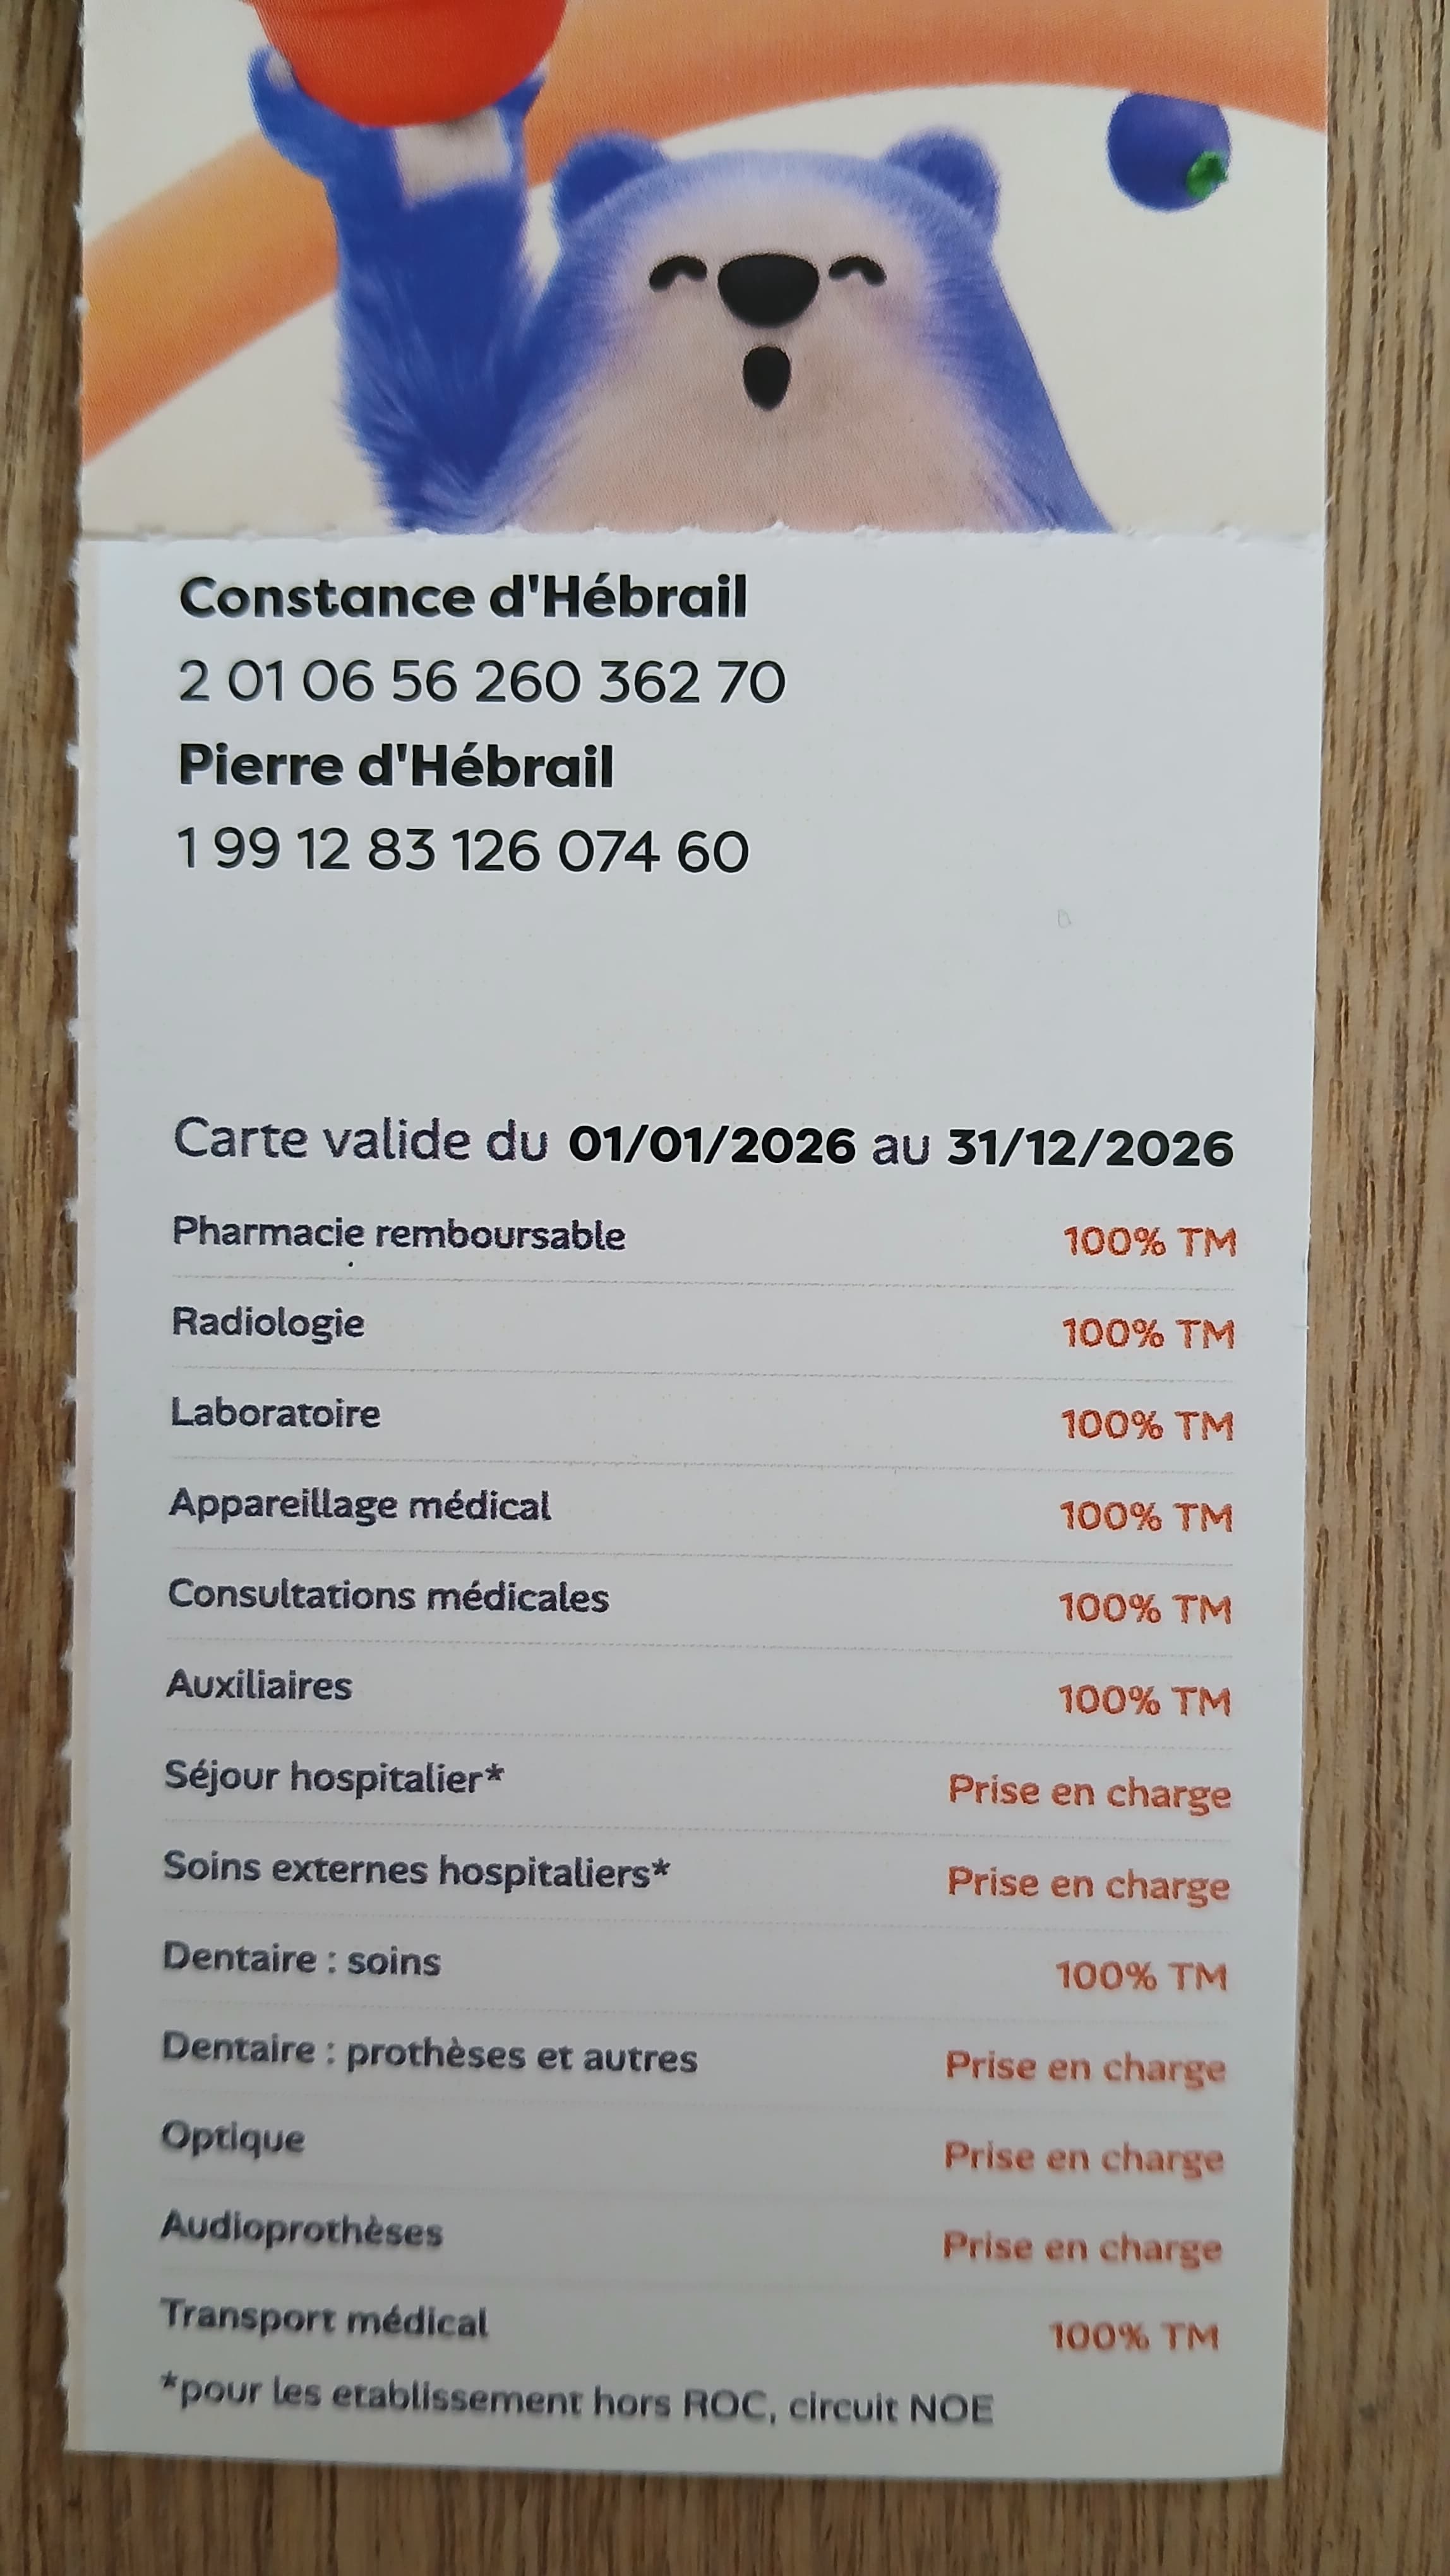 Constance d'Hébrail
2 01 06 56 260 362 70
Pierre d'Hébrail
1 99 12 83 126 074 60
Carte valide du 01/01/2026 au 31/12/2026
Pharmacie remboursable 100% TM
Radiologie 100% TM
Laboratoire 100% TM
Appareillage médical 100% TM
Consultations médicales 100% TM
Auxiliaires 100% TM
Séjour hospitalier* Prise en charge
Soins externes hospitaliers* Prise en charge
Dentaire : soins 100% TM
Dentaire : prothèses et autres Prise en charge
Optique Prise en charge
Audioprothèses Prise en charge
Transport médical 100% TM
*pour les etablissement hors ROC, circuit NOE